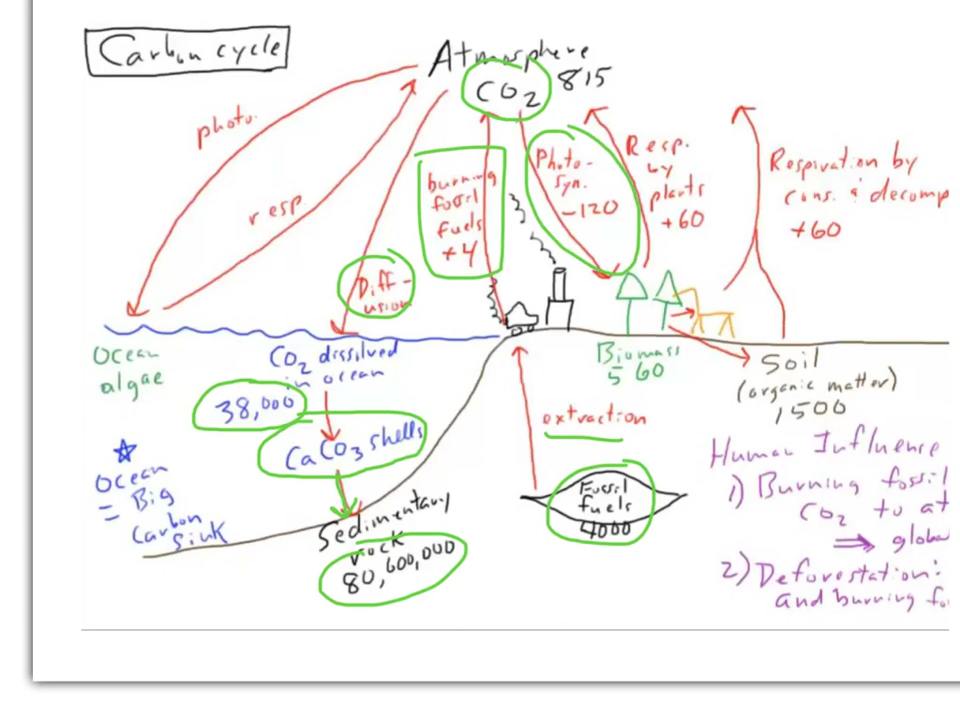 Carbon cycle
Atmosphere
CO2 815
photo.
resp
Diff-
usion
burning
fossil
fuels
+4
Photo-
syn.
-120
Resp.
by
plants
+60
Respiration by
cons. & decomp
+60
Ocean
algae
CO2 dissolved
in ocean
38,000
CaCO3 shells
Ocean
= Big
Carbon
Sink
Sedimentary
rock
80,600,000
extraction
Fossil
fuels
4000
Biomass
560
Soil
(organic matter)
1500
Human Influence
1) Burning fossil
CO2 to at
⇒ globa
2) Deforestation:
and burning fo